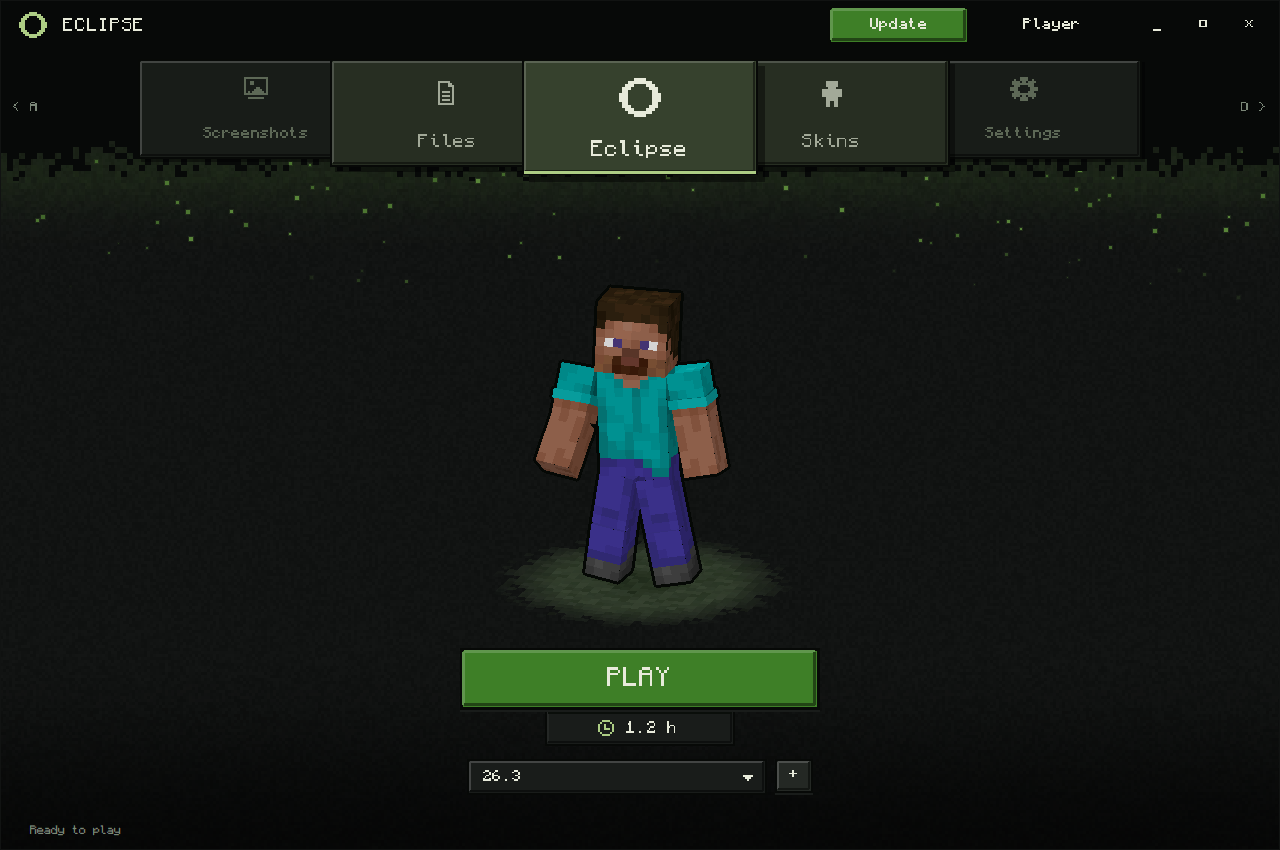 ECLIPSE
Update
Player
< A
Screenshots
Files
Eclipse
Skins
Settings
D >
PLAY
1.2 h
26.3
+
Ready to play